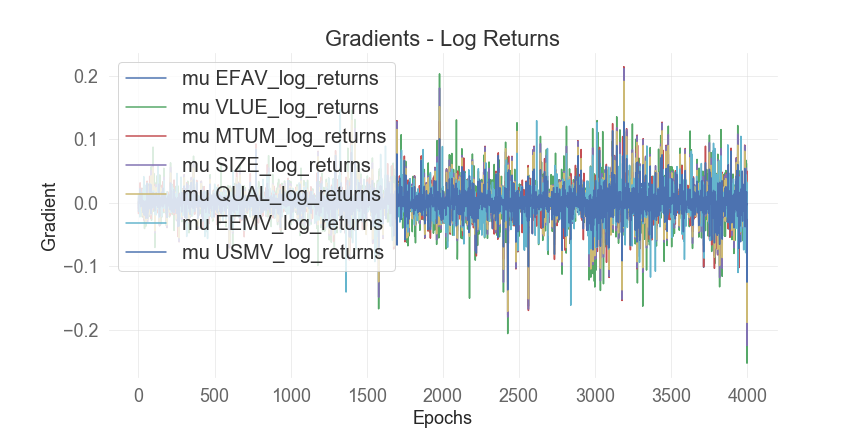 Gradients - Log Returns
mu EFAV_log_returns
mu VLUE_log_returns
mu MTUM_log_returns
mu SIZE_log_returns
mu QUAL_log_returns
mu EEMV_log_returns
mu USMV_log_returns
Gradient
0.2
0.1
0.0
−0.1
−0.2
0 500 1000 1500 2000 2500 3000 3500 4000
Epochs